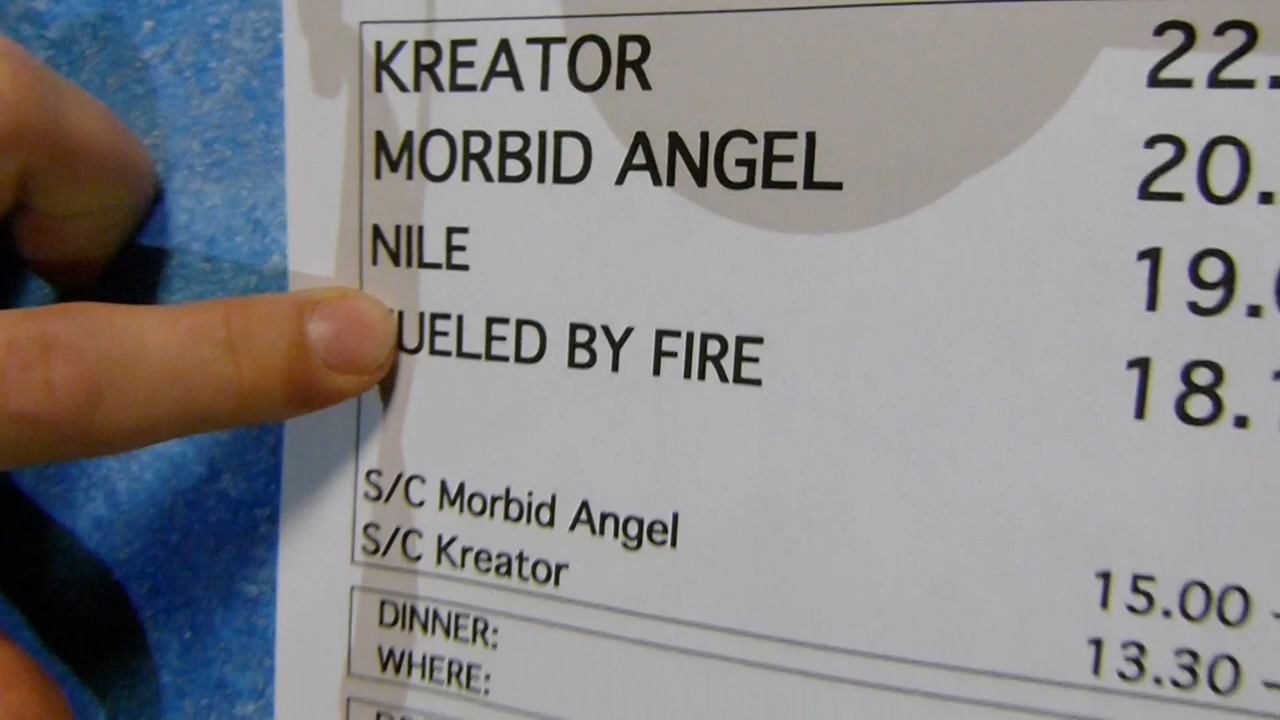 KREATOR 22.
MORBID ANGEL 20.
NILE 19.
FUELED BY FIRE 18.
S/C Morbid Angel 15.00 -
S/C Kreator 13.30 -
DINNER:
WHERE: